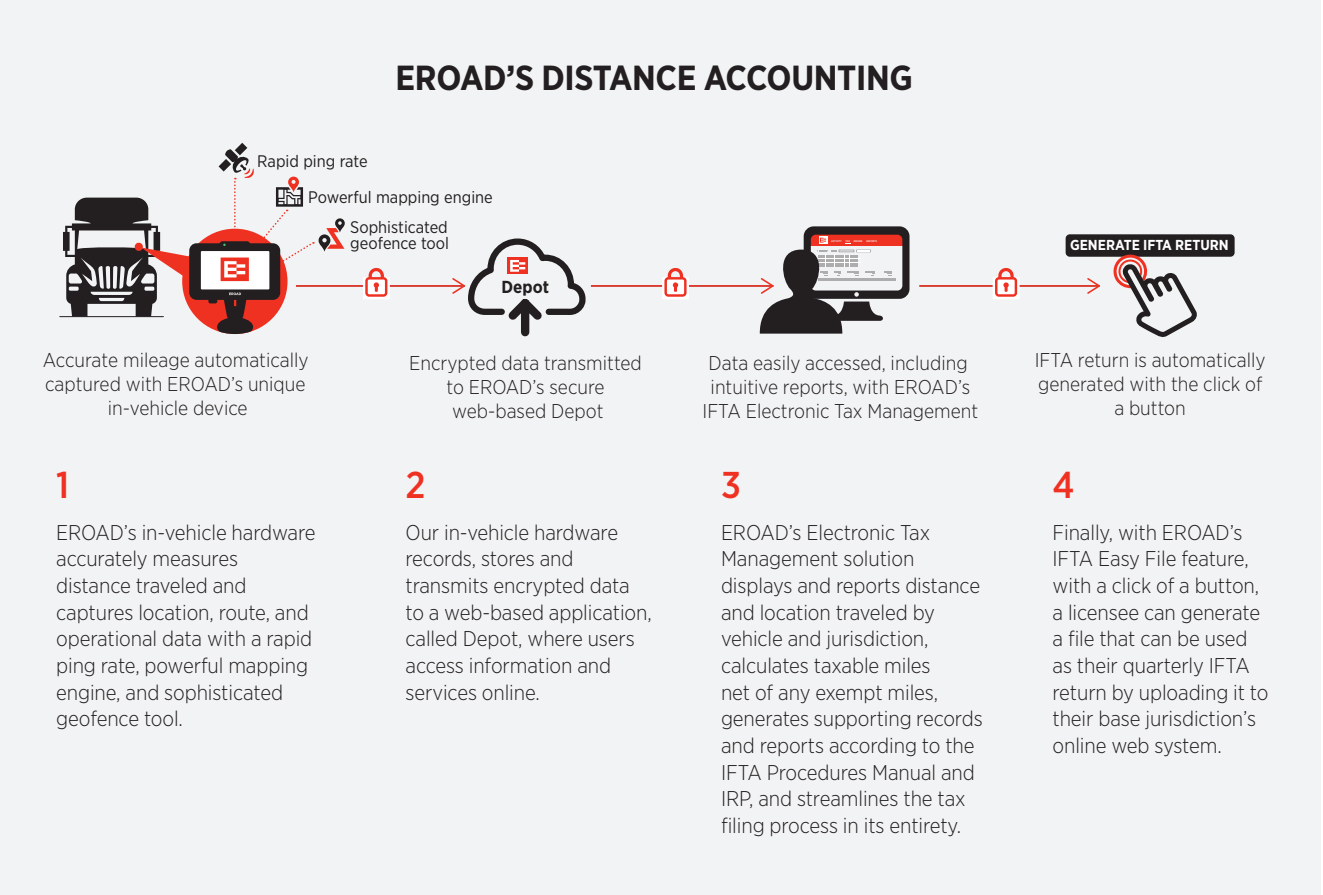 EROAD'S DISTANCE ACCOUNTING
Rapid ping rate
Powerful mapping engine
Sophisticated
geofence tool
EROAD
Depot
GENERATE IFTA RETURN
Accurate mileage automatically
captured with EROAD's unique
in-vehicle device
Encrypted data transmitted
to EROAD's secure
web-based Depot
Data easily accessed, including
intuitive reports, with EROAD's
IFTA Electronic Tax Management
IFTA return is automatically
generated with the click of
a button
1
EROAD's in-vehicle hardware
accurately measures
distance traveled and
captures location, route, and
operational data with a rapid
ping rate, powerful mapping
engine, and sophisticated
geofence tool.
2
Our in-vehicle hardware
records, stores and
transmits encrypted data
to a web-based application,
called Depot, where users
access information and
services online.
3
EROAD's Electronic Tax
Management solution
displays and reports distance
and location traveled by
vehicle and jurisdiction,
calculates taxable miles
net of any exempt miles,
generates supporting records
and reports according to the
IFTA Procedures Manual and
IRP, and streamlines the tax
filing process in its entirety.
4
Finally, with EROAD's
IFTA Easy File feature,
with a click of a button,
a licensee can generate
a file that can be used
as their quarterly IFTA
return by uploading it to
their base jurisdiction's
online web system.